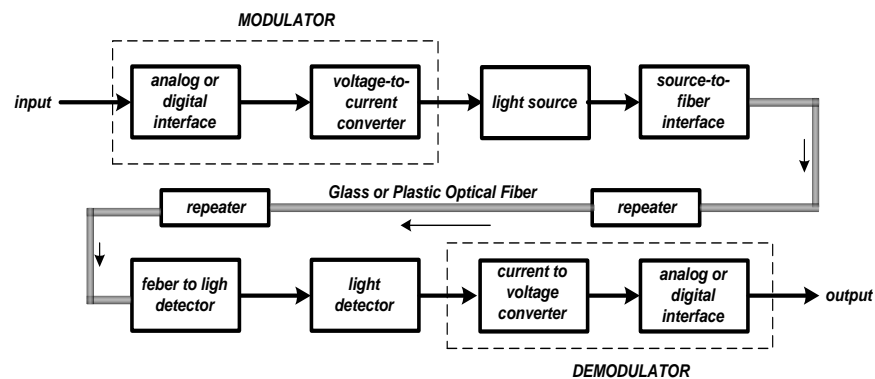 MODULATOR
input
analog or
digital
interface
voltage-to-
current
converter
light source
source-to-
fiber
interface
Glass or Plastic Optical Fiber
repeater
repeater
feber to ligh
detector
light
detector
current to
voltage
converter
analog or
digital
interface
output
DEMODULATOR